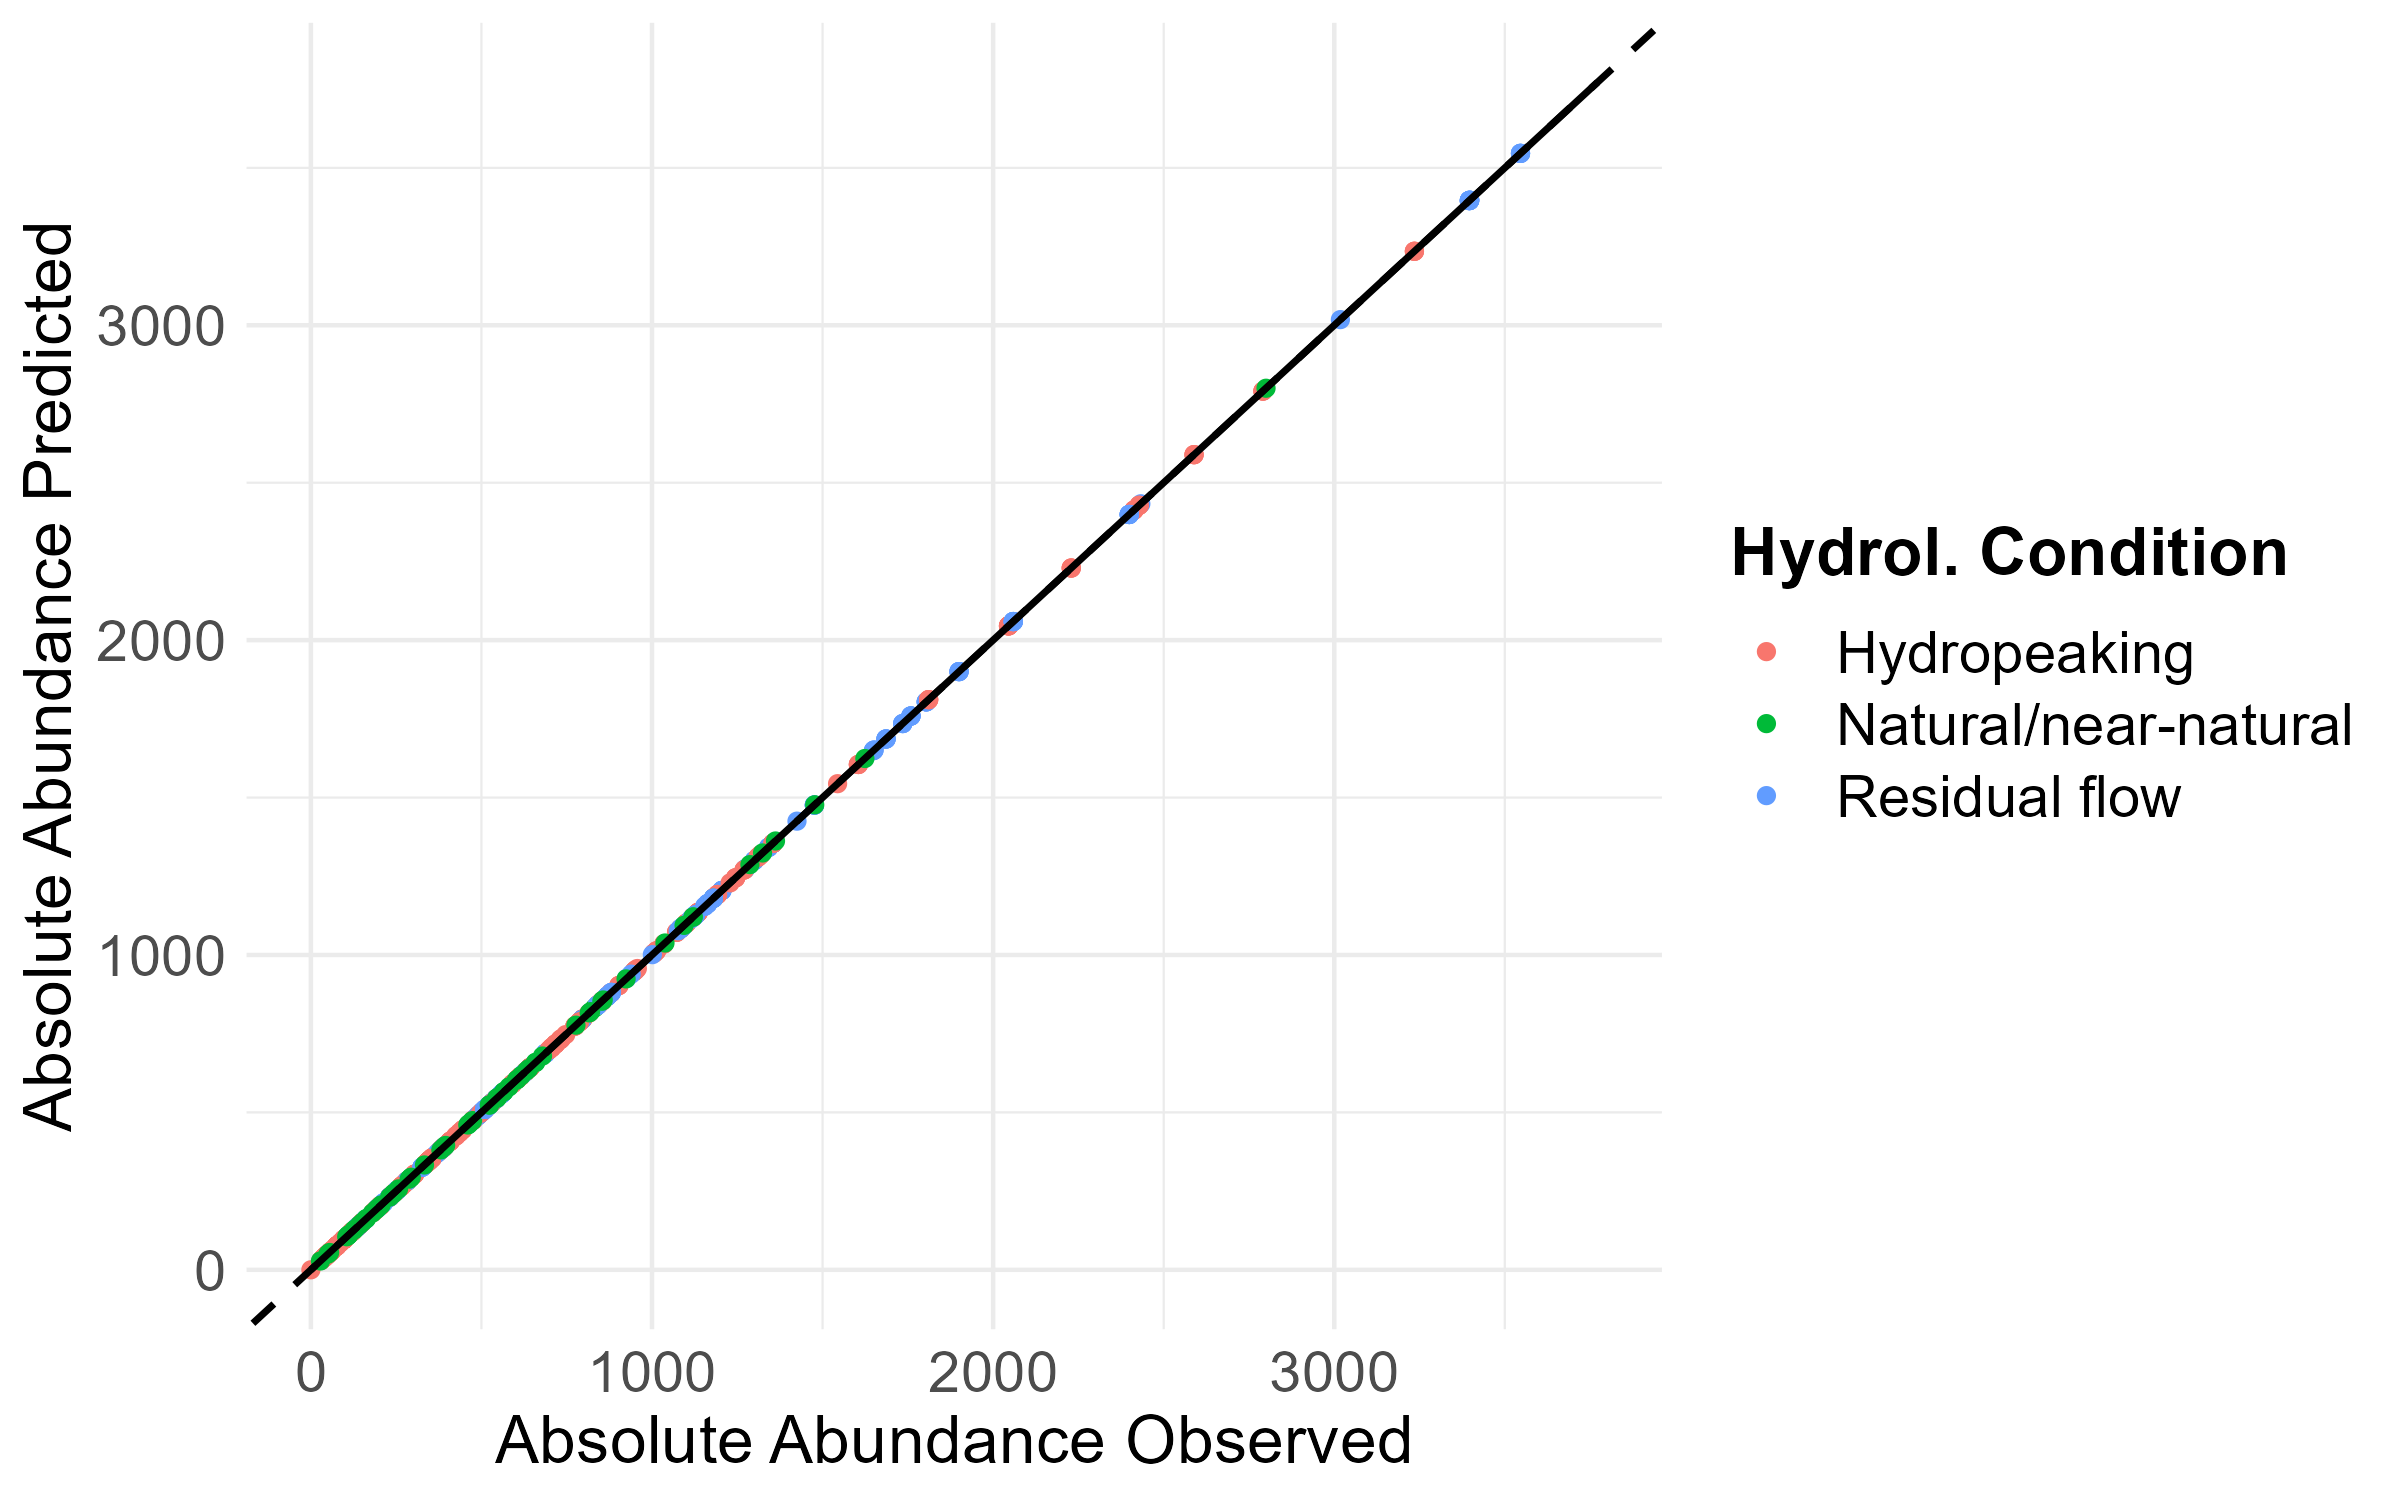 Absolute Abundance Predicted
3000
2000
1000
0
0 1000 2000 3000
Absolute Abundance Observed
Hydrol. Condition
Hydropeaking
Natural/near-natural
Residual flow